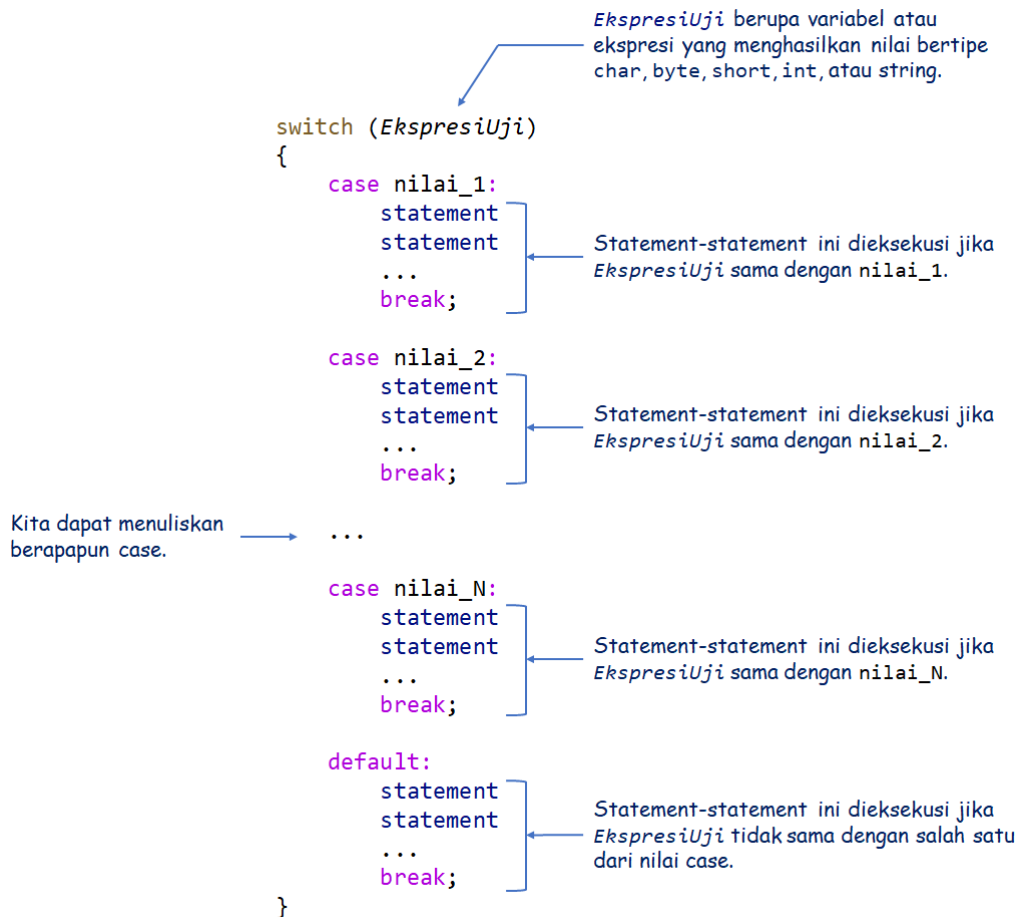 EkspresiUji berupa variabel atau
ekspresi yang menghasilkan nilai bertipe
char, byte, short, int, atau string.
switch (EkspresiUji)
{
case nilai_1:
statement
statement
...
break;
Statement-statement ini dieksekusi jika
EkspresiUji sama dengan nilai_1.
case nilai_2:
statement
statement
...
break;
Statement-statement ini dieksekusi jika
EkspresiUji sama dengan nilai_2.
Kita dapat menuliskan
berapapun case.
...
case nilai_N:
statement
statement
...
break;
Statement-statement ini dieksekusi jika
EkspresiUji sama dengan nilai_N.
default:
statement
statement
...
break;
Statement-statement ini dieksekusi jika
EkspresiUji tidak sama dengan salah satu
dari nilai case.
}